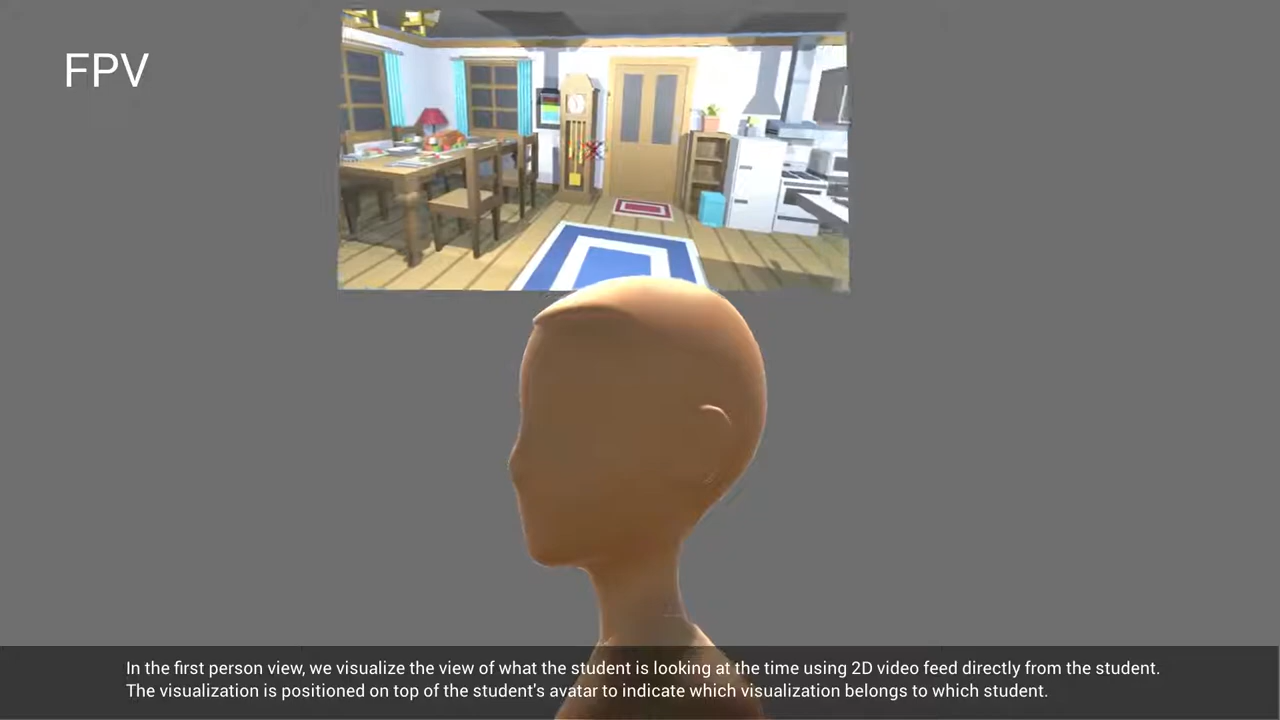 FPV
In the first person view, we visualize the view of what the student is looking at the time using 2D video feed directly from the student.
The visualization is positioned on top of the student's avatar to indicate which visualization belongs to which student.